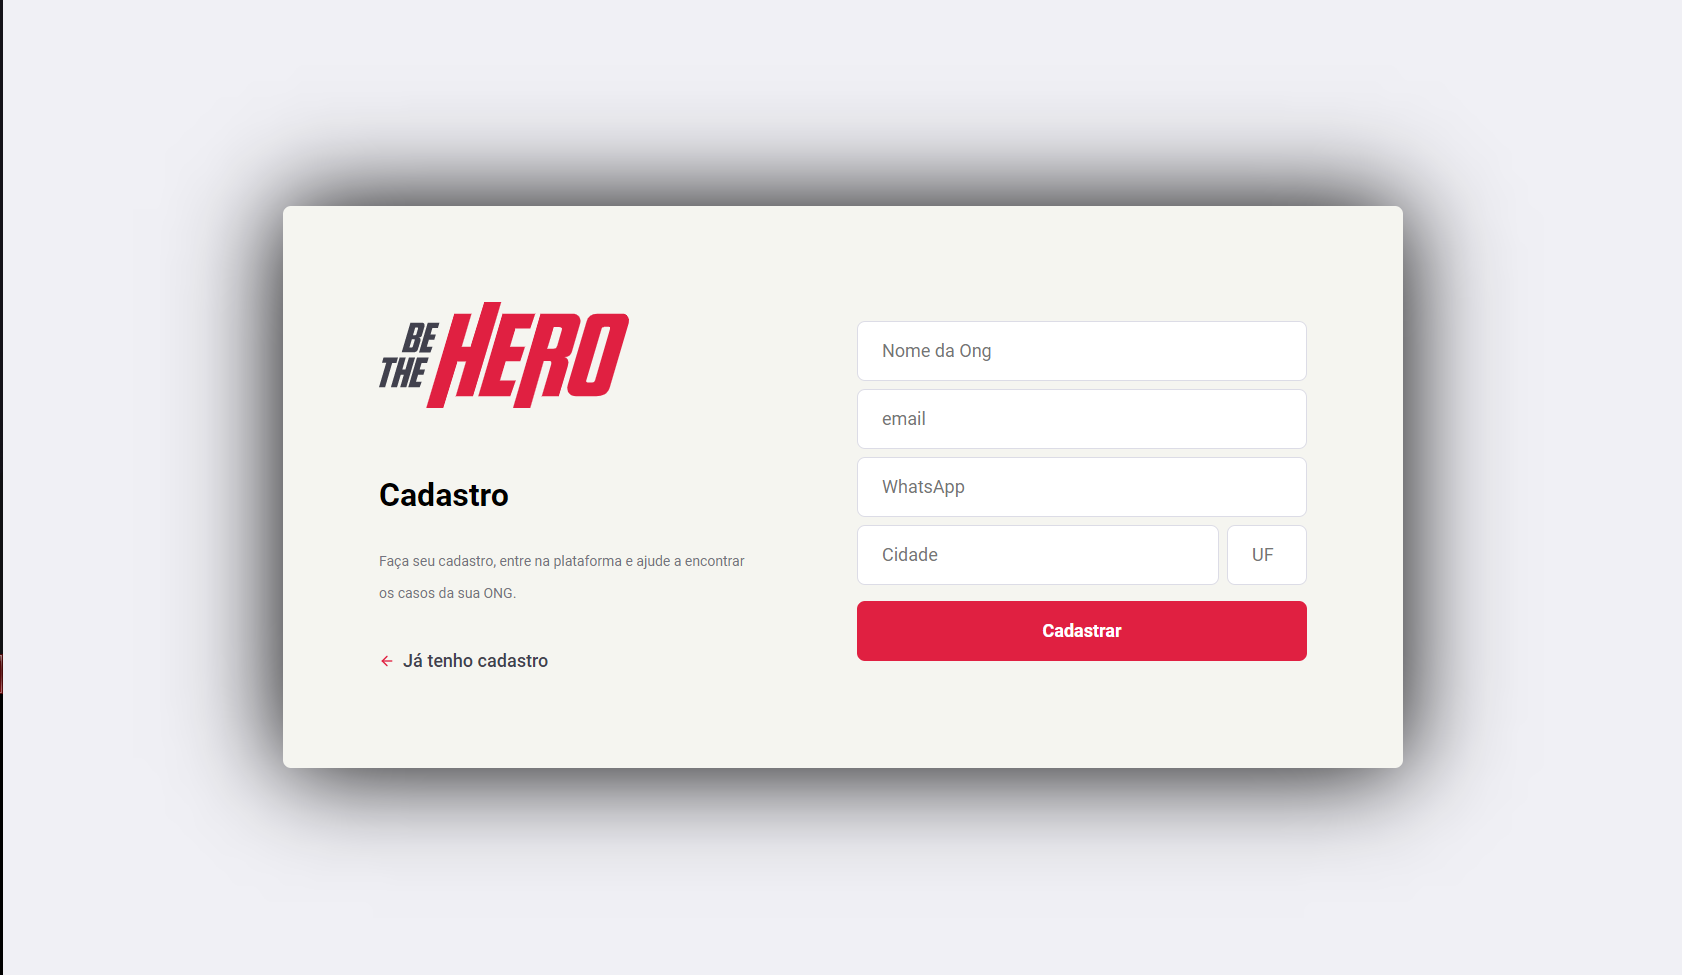 BE
THE HERO
Cadastro
Faça seu cadastro, entre na plataforma e ajude a encontrar
os casos da sua ONG.
Já tenho cadastro
Nome da Ong
email
WhatsApp
Cidade
UF
Cadastrar